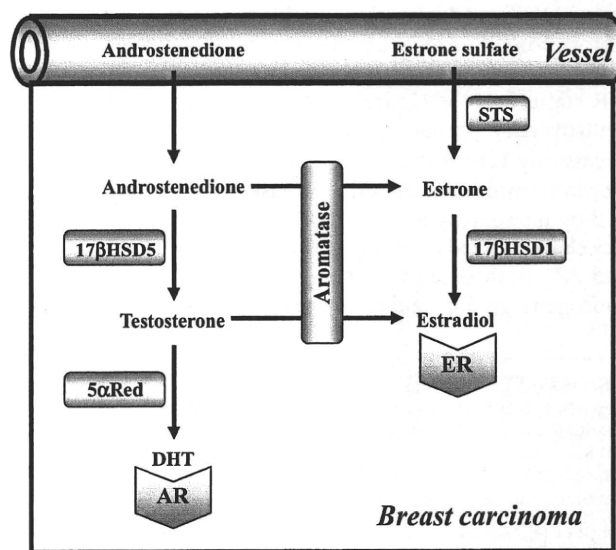 Androstenedione Estrone sulfate Vessel
STS
Androstenedione Estrone
Aromatase
17βHSD5 17βHSD1
Testosterone Estradiol
ER
5αRed
DHT
AR
Breast carcinoma